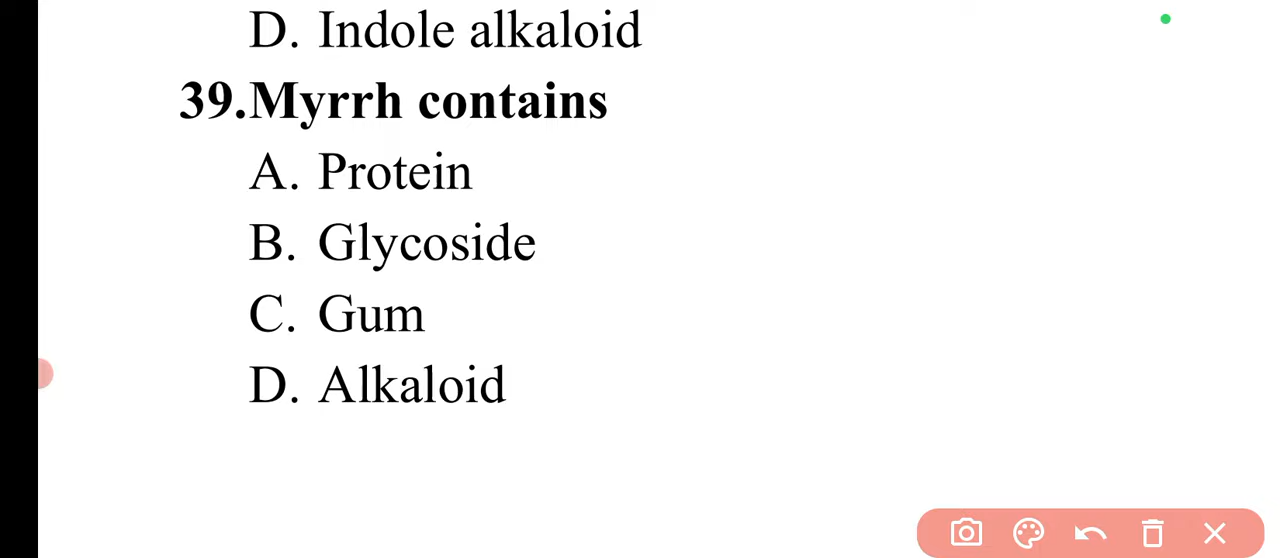 D. Indole alkaloid
39.Myrrh contains
A. Protein
B. Glycoside
C. Gum
D. Alkaloid